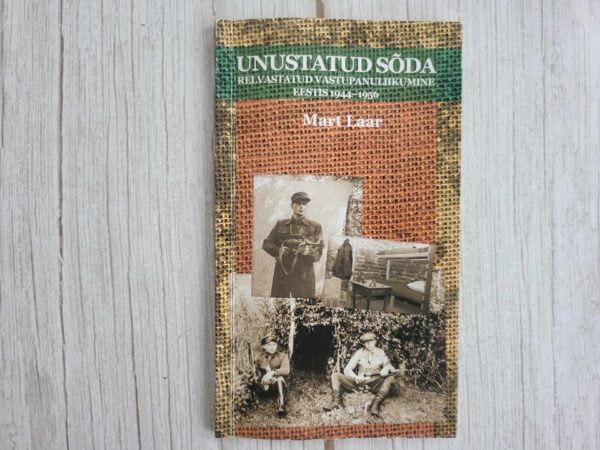 UNUSTATUD SÕDA
RELVASTATUD VASTUPANULIIKUMINE
EESTIS 1944–1956
Mart Laar